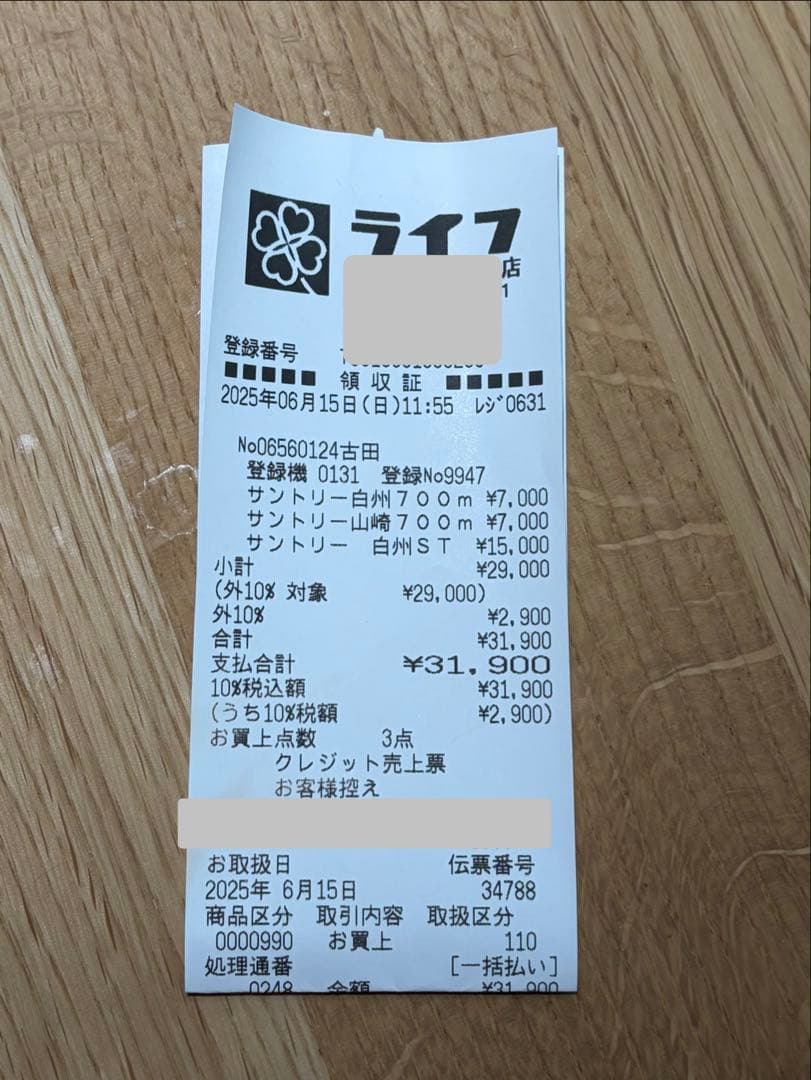 ライフ
店
1
登録番号
■■■■■ 領収証 ■■■■■
2025年06月15日(日)11:55 ﾚｼﾞ0631
No06560124古田
登録機 0131 登録No9947
サントリー白州７００ｍ ¥7,000
サントリー山崎７００ｍ ¥7,000
サントリー　白州ＳＴ ¥15,000
小計 ¥29,000
(外10% 対象 ¥29,000)
外10% ¥2,900
合計 ¥31,900
支払合計 ¥31,900
10%税込額 ¥31,900
(うち10%税額 ¥2,900)
お買上点数 3点
クレジット売上票
お客様控え
お取扱日 伝票番号
2025年 6月15日 34788
商品区分 取引内容 取扱区分
0000990 お買上 110
処理通番 [一括払い]
0248 金額 ¥31,900